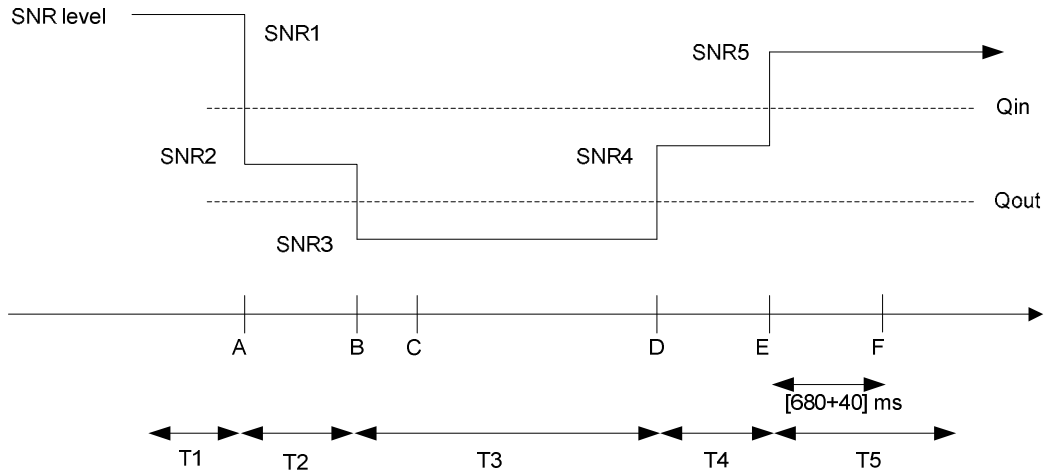 SNR level
SNR1
SNR5
Qin
SNR2
SNR4
Qout
SNR3
A B C D E F
[680+40] ms
T1 T2 T3 T4 T5